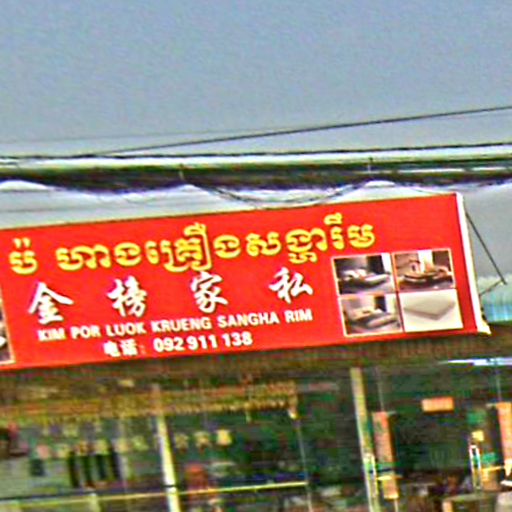 ប៉ ហាងគ្រឿងសង្ហារឹម
金榜家私
KIM POR LUOK KRUENG SANGHA RIM
电话: 092 911 138